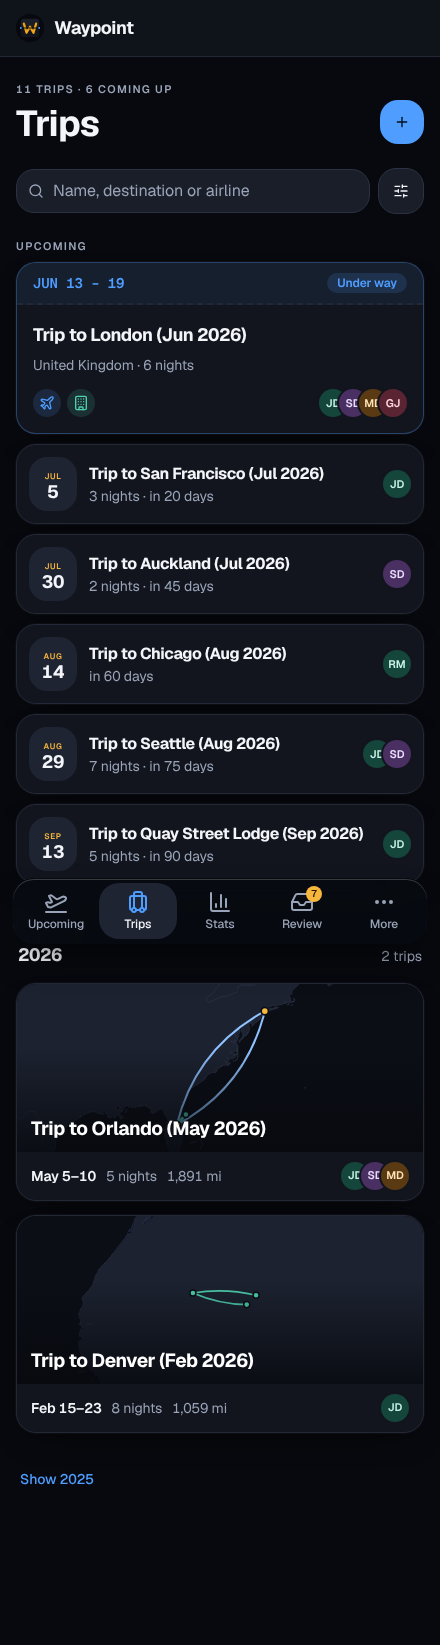 Waypoint
11 TRIPS · 6 COMING UP
Trips
+
Name, destination or airline
UPCOMING
JUN 13 – 19
Under way
Trip to London (Jun 2026)
United Kingdom · 6 nights
GJ
JUL
5
Trip to San Francisco (Jul 2026)
3 nights · in 20 days
JD
JUL
30
Trip to Auckland (Jul 2026)
2 nights · in 45 days
SD
AUG
14
Trip to Chicago (Aug 2026)
in 60 days
RM
AUG
29
Trip to Seattle (Aug 2026)
7 nights · in 75 days
SD
SEP
13
Trip to Quay Street Lodge (Sep 2026)
5 nights · in 90 days
JD
Upcoming
Trips
Stats
7
Review
More
2026
2 trips
Trip to Orlando (May 2026)
May 5–10 5 nights 1,891 mi
MD
Trip to Denver (Feb 2026)
Feb 15–23 8 nights 1,059 mi
JD
Show 2025